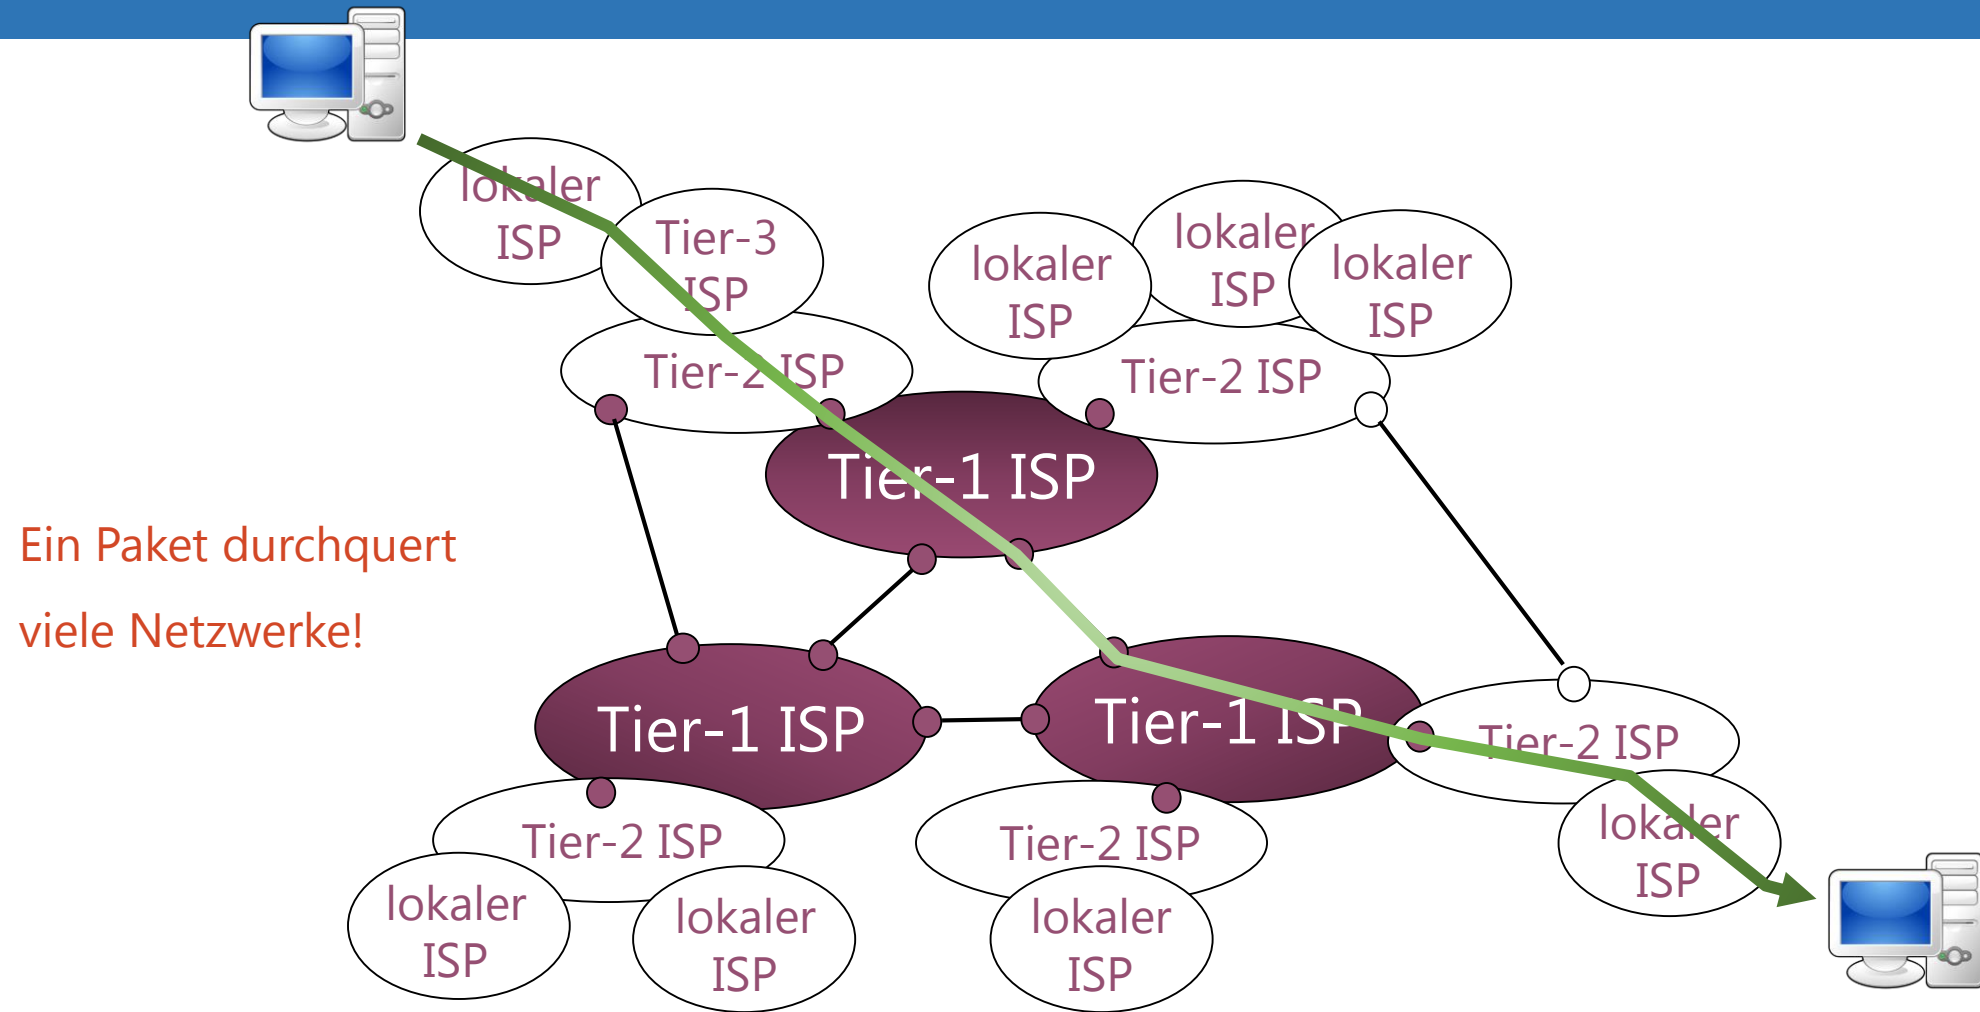 lokaler
ISP
Tier-3
ISP
lokaler
ISP
lokaler
ISP
lokaler
ISP
Tier-2 ISP
Tier-2 ISP
Tier-1 ISP
Ein Paket durchquert
viele Netzwerke!
Tier-1 ISP
Tier-1 ISP
Tier-2 ISP
lokaler
ISP
Tier-2 ISP
Tier-2 ISP
lokaler
ISP
lokaler
ISP
lokaler
ISP